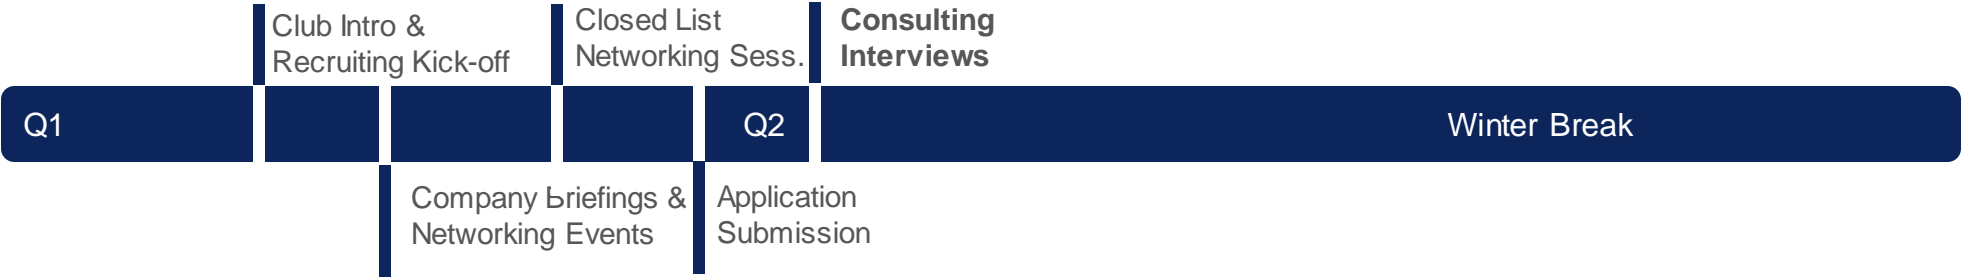 Club Intro &
Recruiting Kick-off
Closed List
Networking Sess.
Consulting
Interviews
Q1
Q2
Winter Break
Company Briefings &
Networking Events
Application
Submission